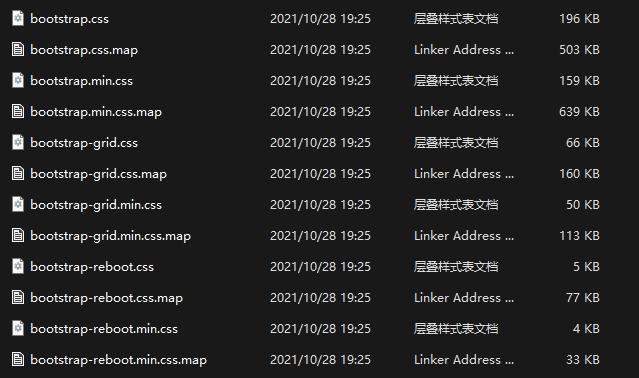 bootstrap.css 2021/10/28 19:25 层叠样式表文档 196 KB
bootstrap.css.map 2021/10/28 19:25 Linker Address ... 503 KB
bootstrap.min.css 2021/10/28 19:25 层叠样式表文档 159 KB
bootstrap.min.css.map 2021/10/28 19:25 Linker Address ... 639 KB
bootstrap-grid.css 2021/10/28 19:25 层叠样式表文档 66 KB
bootstrap-grid.css.map 2021/10/28 19:25 Linker Address ... 160 KB
bootstrap-grid.min.css 2021/10/28 19:25 层叠样式表文档 50 KB
bootstrap-grid.min.css.map 2021/10/28 19:25 Linker Address ... 113 KB
bootstrap-reboot.css 2021/10/28 19:25 层叠样式表文档 5 KB
bootstrap-reboot.css.map 2021/10/28 19:25 Linker Address ... 77 KB
bootstrap-reboot.min.css 2021/10/28 19:25 层叠样式表文档 4 KB
bootstrap-reboot.min.css.map 2021/10/28 19:25 Linker Address ... 33 KB